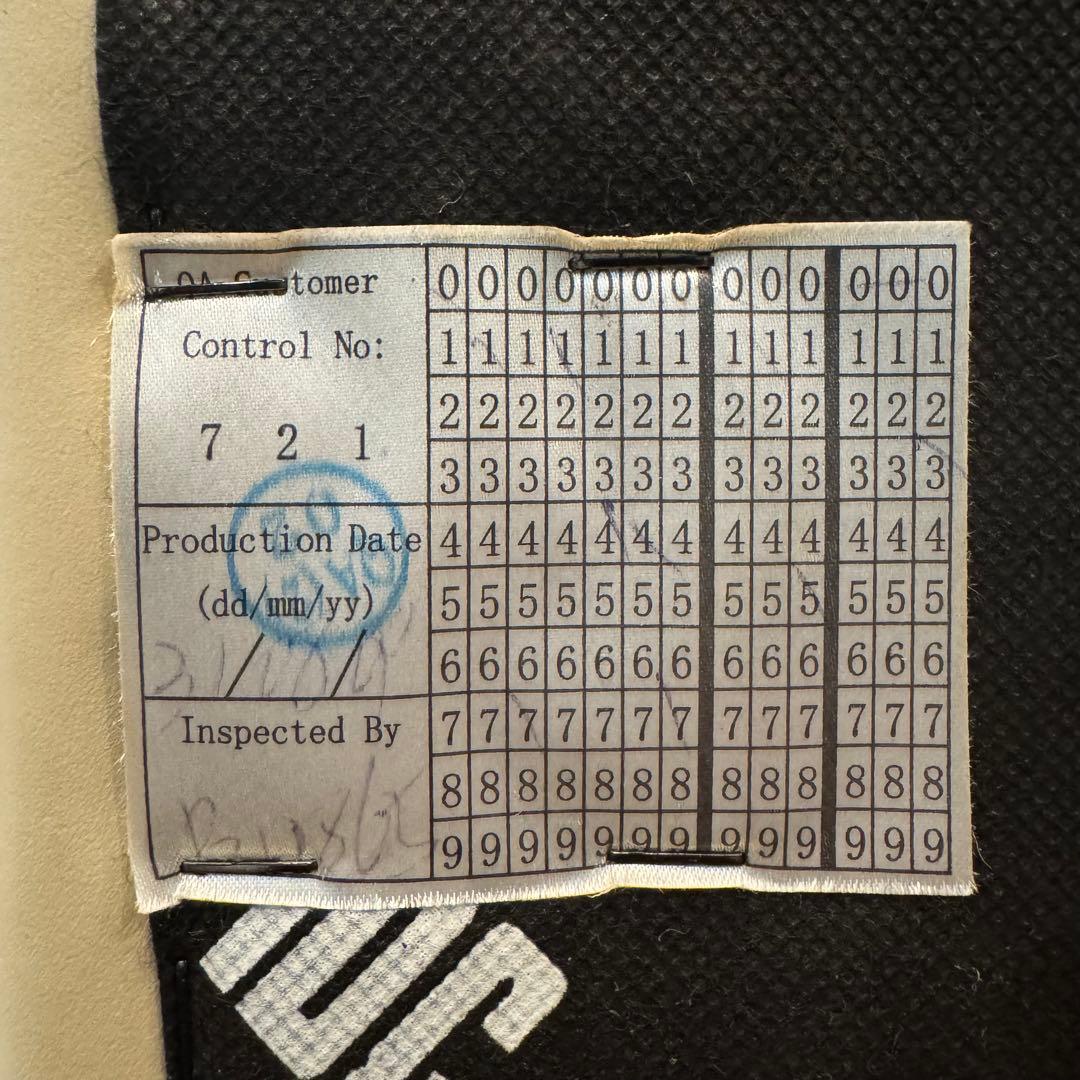 QA Customer
Control No:
7 2 1
Production Date
(dd/mm/yy)
/ /
Inspected By
0 0 0 0 0 0 0 0 0 0 0 0 0
1 1 1 1 1 1 1 1 1 1 1 1 1
2 2 2 2 2 2 2 2 2 2 2 2 2
3 3 3 3 3 3 3 3 3 3 3 3 3
4 4 4 4 4 4 4 4 4 4 4 4 4
5 5 5 5 5 5 5 5 5 5 5 5 5
6 6 6 6 6 6 6 6 6 6 6 6 6
7 7 7 7 7 7 7 7 7 7 7 7 7
8 8 8 8 8 8 8 8 8 8 8 8 8
9 9 9 9 9 9 9 9 9 9 9 9 9